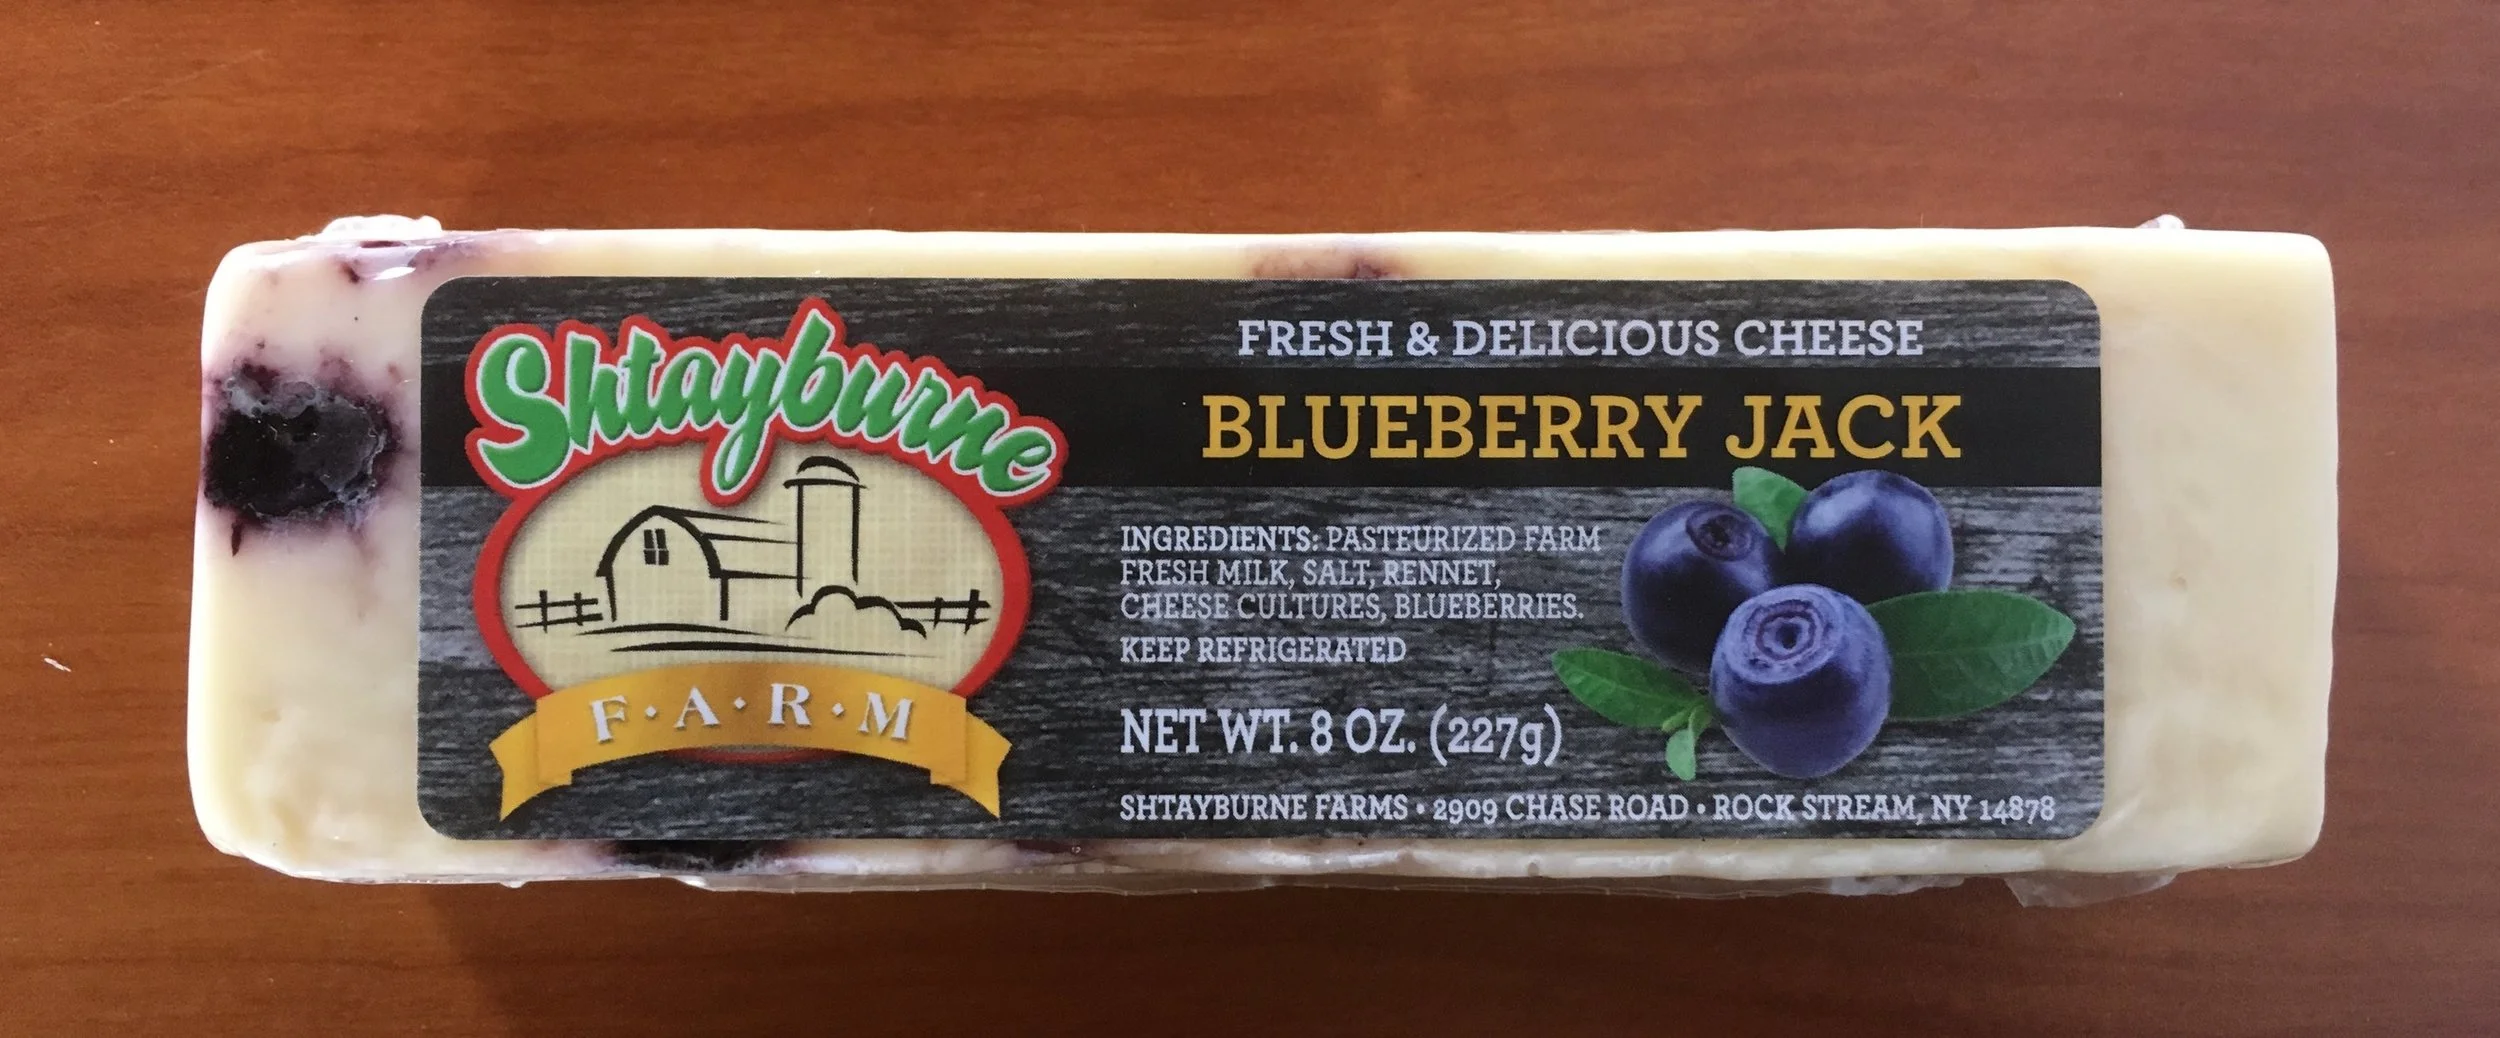 Shtayburne
F·A·R·M
FRESH & DELICIOUS CHEESE
BLUEBERRY JACK
INGREDIENTS: PASTEURIZED FARM
FRESH MILK, SALT, RENNET,
CHEESE CULTURES, BLUEBERRIES.
KEEP REFRIGERATED
NET WT. 8 OZ. (227g)
SHTAYBURNE FARMS • 2909 CHASE ROAD • ROCK STREAM, NY 14878